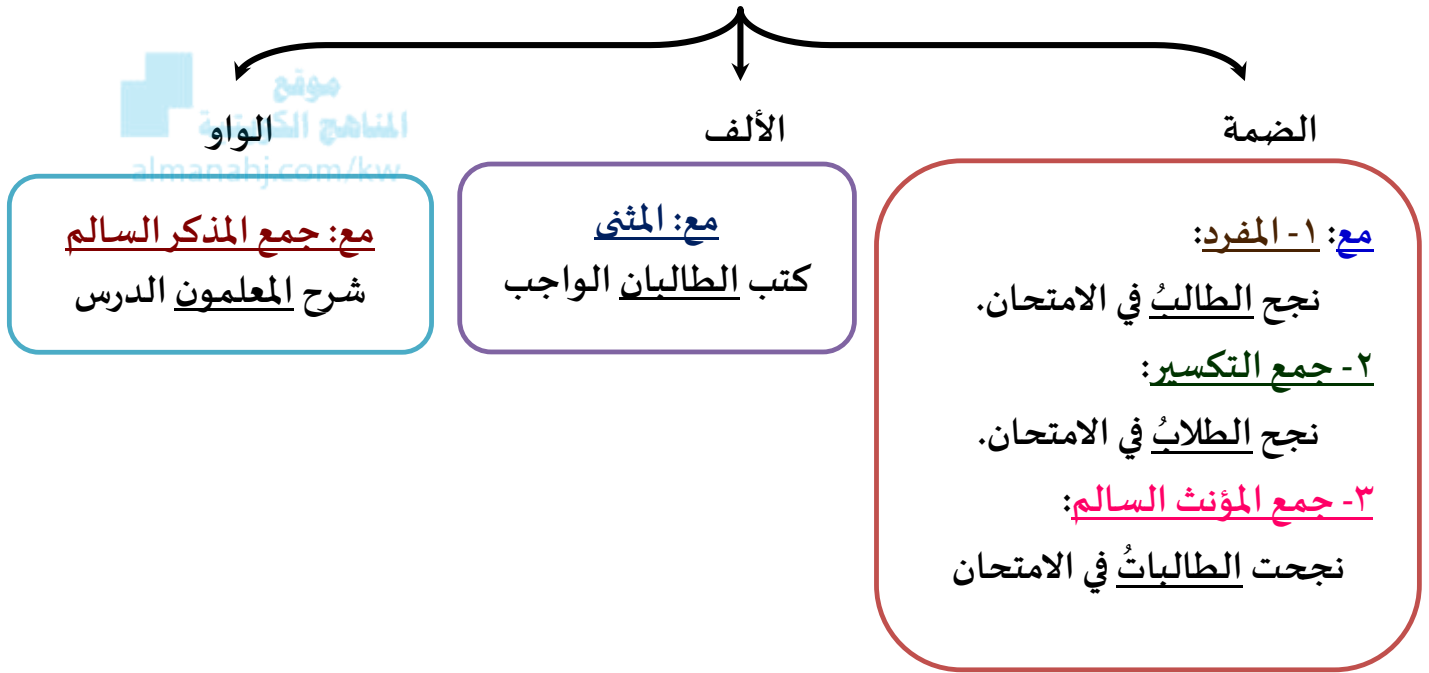 الضمة
مع: ١- المفرد:
نجح الطالبُ في الامتحان.
٢- جمع التكسير:
نجح الطلابُ في الامتحان.
٣- جمع المؤنث السالم:
نجحت الطالباتُ في الامتحان
الألف
مع: المثنى
كتب الطالبان الواجب
الواو
مع: جمع المذكر السالم
شرح المعلمون الدرس
موقع
المناهج الكويتية
almanahj.com/kw